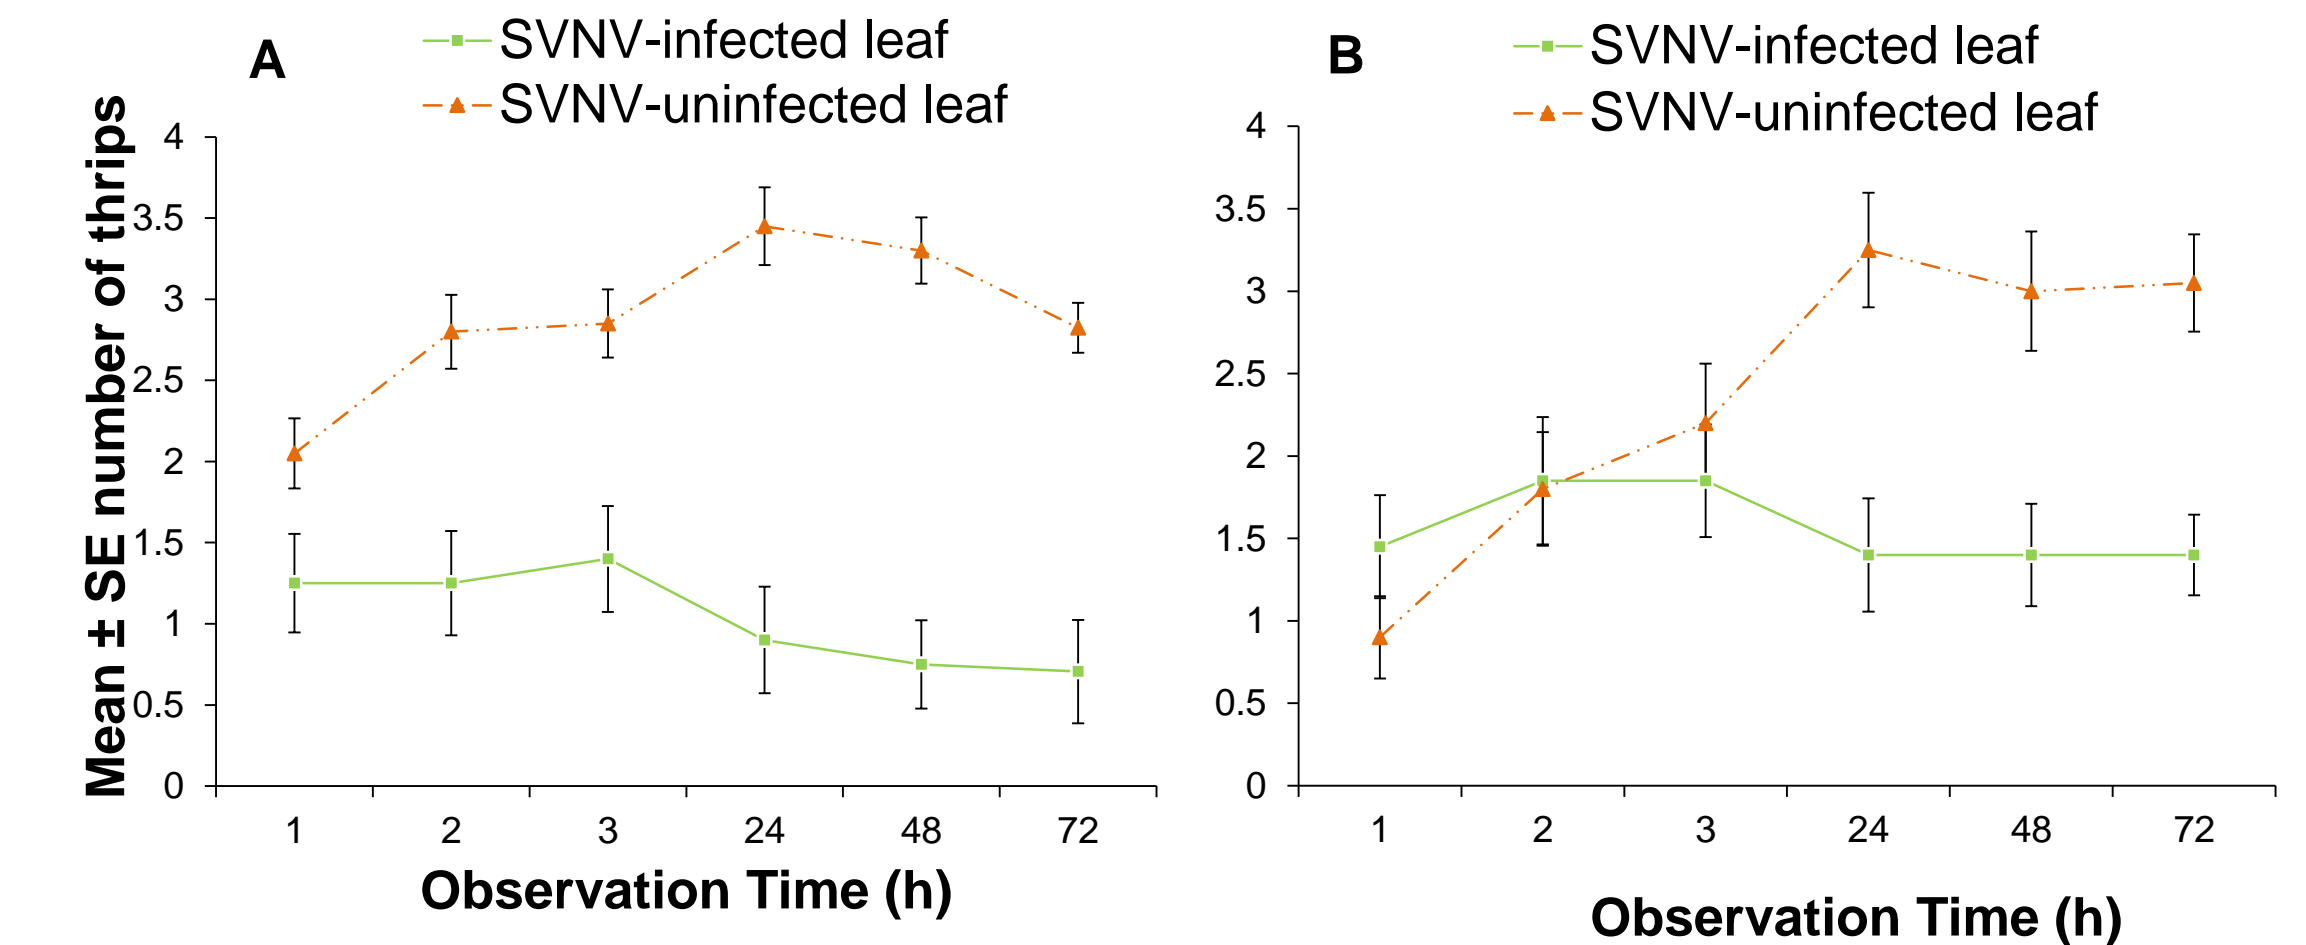 A
SVNV-infected leaf
SVNV-uninfected leaf
Mean ± SE number of thrips
4
3.5
3
2.5
2
1.5
1
0.5
0
1 2 3 24 48 72
Observation Time (h)
B
SVNV-infected leaf
SVNV-uninfected leaf
4
3.5
3
2.5
2
1.5
1
0.5
0
1 2 3 24 48 72
Observation Time (h)